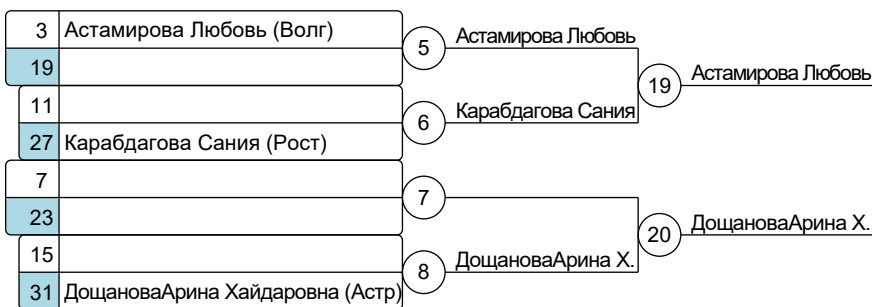 3 Астамирова Любовь (Волг)
19
5 Астамирова Любовь
11
27 Карабдагова Сания (Рост)
6 Карабдагова Сания
19 Астамирова Любовь
7
23
7
15
31 ДощановаАрина Хайдаровна (Астр)
8 ДощановаАрина Х.
20 ДощановаАрина Х.